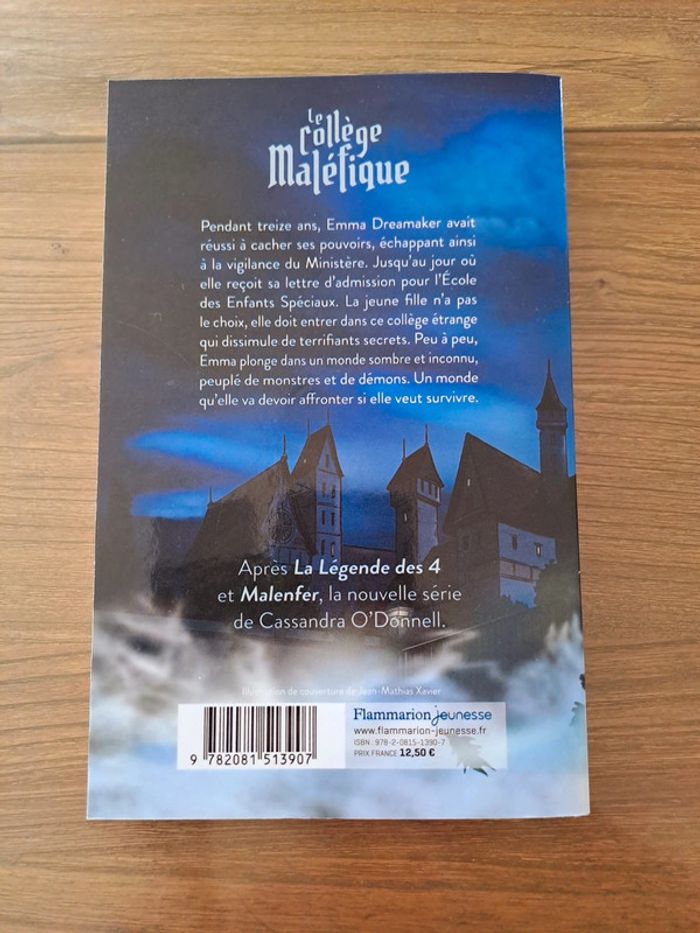 Le
Collège
Maléfique
Pendant treize ans, Emma Dreamaker avait
réussi à cacher ses pouvoirs, échappant ainsi
à la vigilance du Ministère. Jusqu'au jour où
elle reçoit sa lettre d'admission pour l'École
des Enfants Spéciaux. La jeune fille n'a pas
le choix, elle doit entrer dans ce collège étrange
qui dissimule de terrifiants secrets. Peu à peu,
Emma plonge dans un monde sombre et inconnu,
peuplé de monstres et de démons. Un monde
qu'elle va devoir affronter si elle veut survivre.
Après La Légende des 4
et Malenfer, la nouvelle série
de Cassandra O'Donnell.
Illustration de couverture de Jean-Mathias Xavier
Flammarion jeunesse
www.flammarion-jeunesse.fr
ISBN : 978-2-0815-1390-7
PRIX FRANCE 12,50 €
9 782081 513907